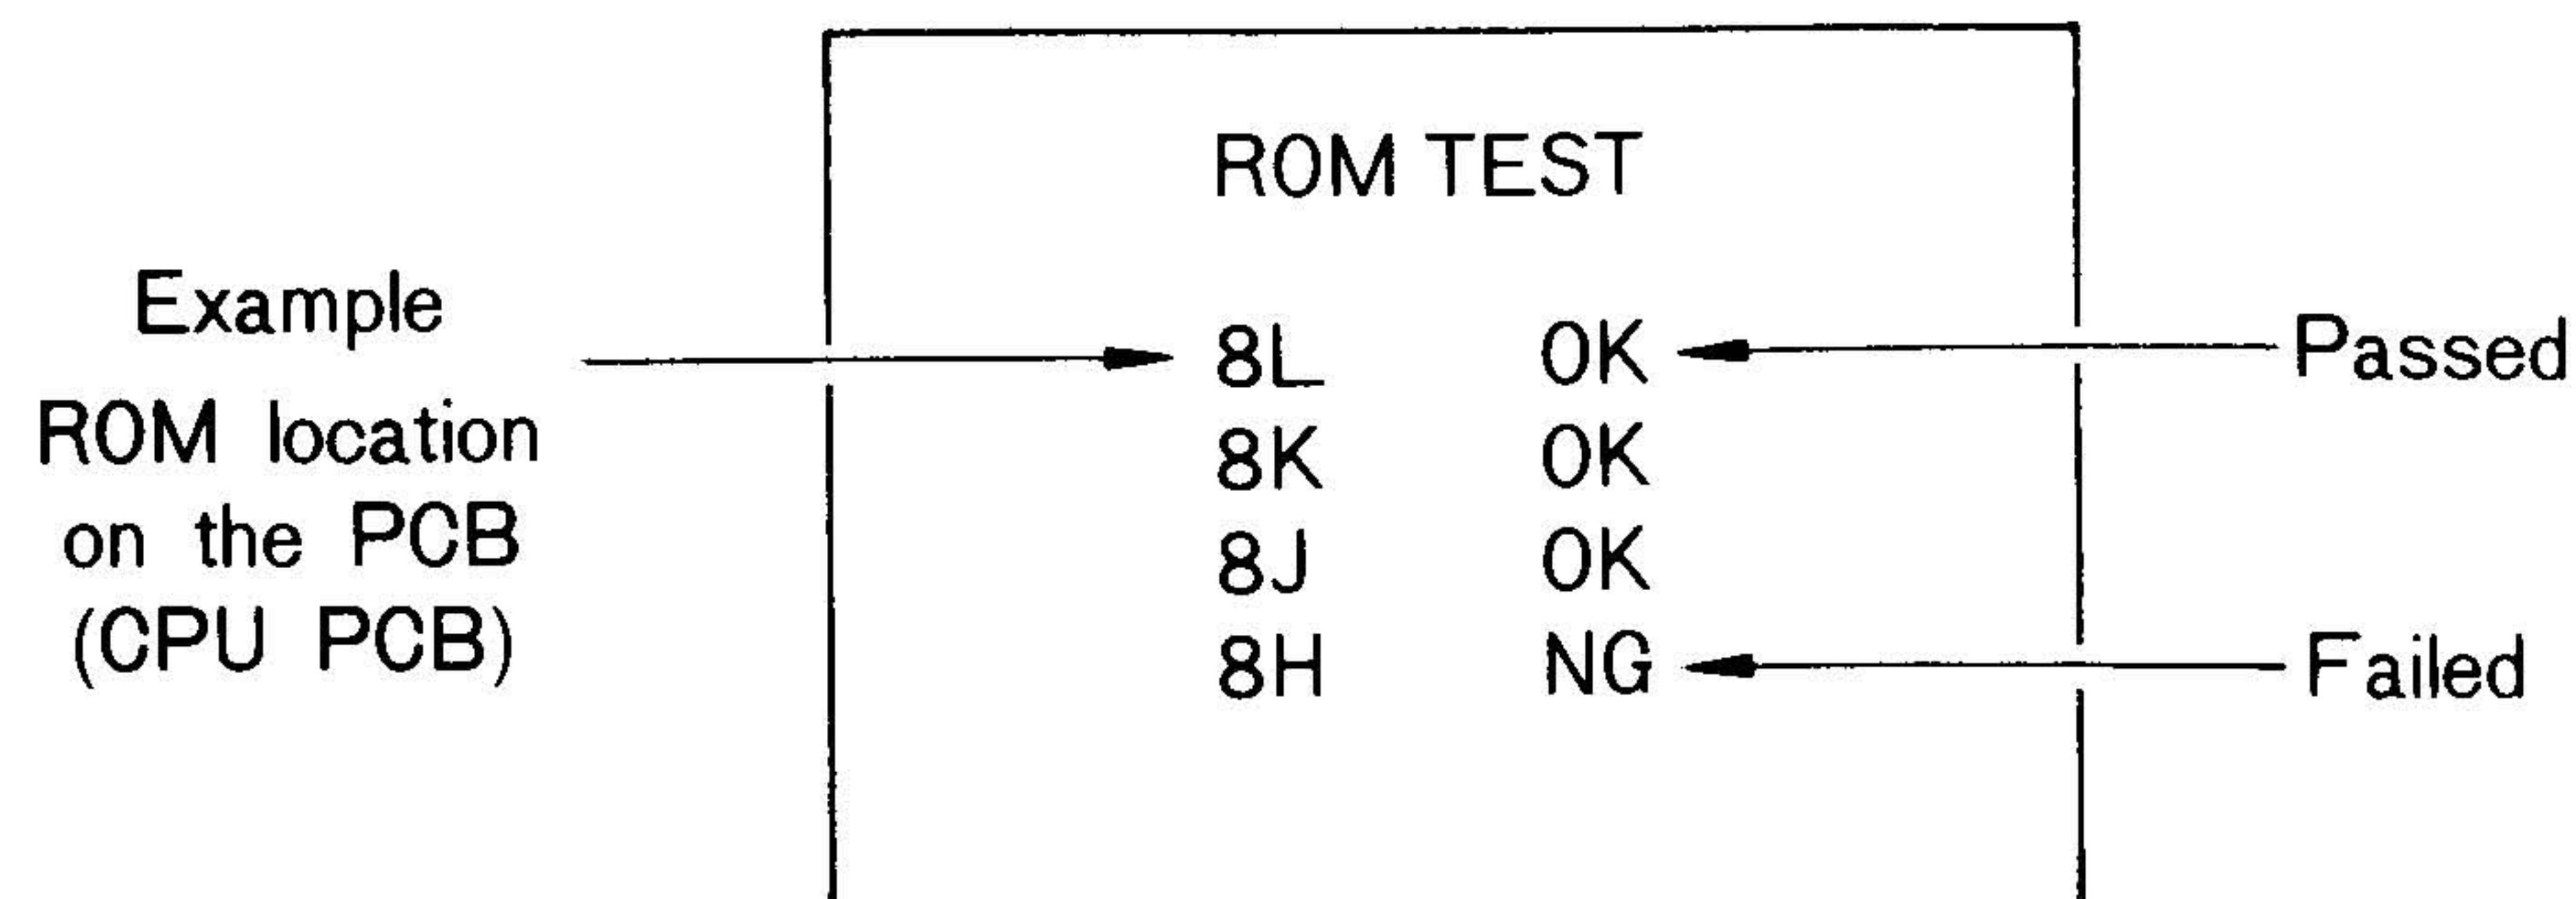 ROM TEST
Example
ROM location
on the PCB
(CPU PCB)
8L OK
8K OK
8J OK
8H NG
Passed
Failed